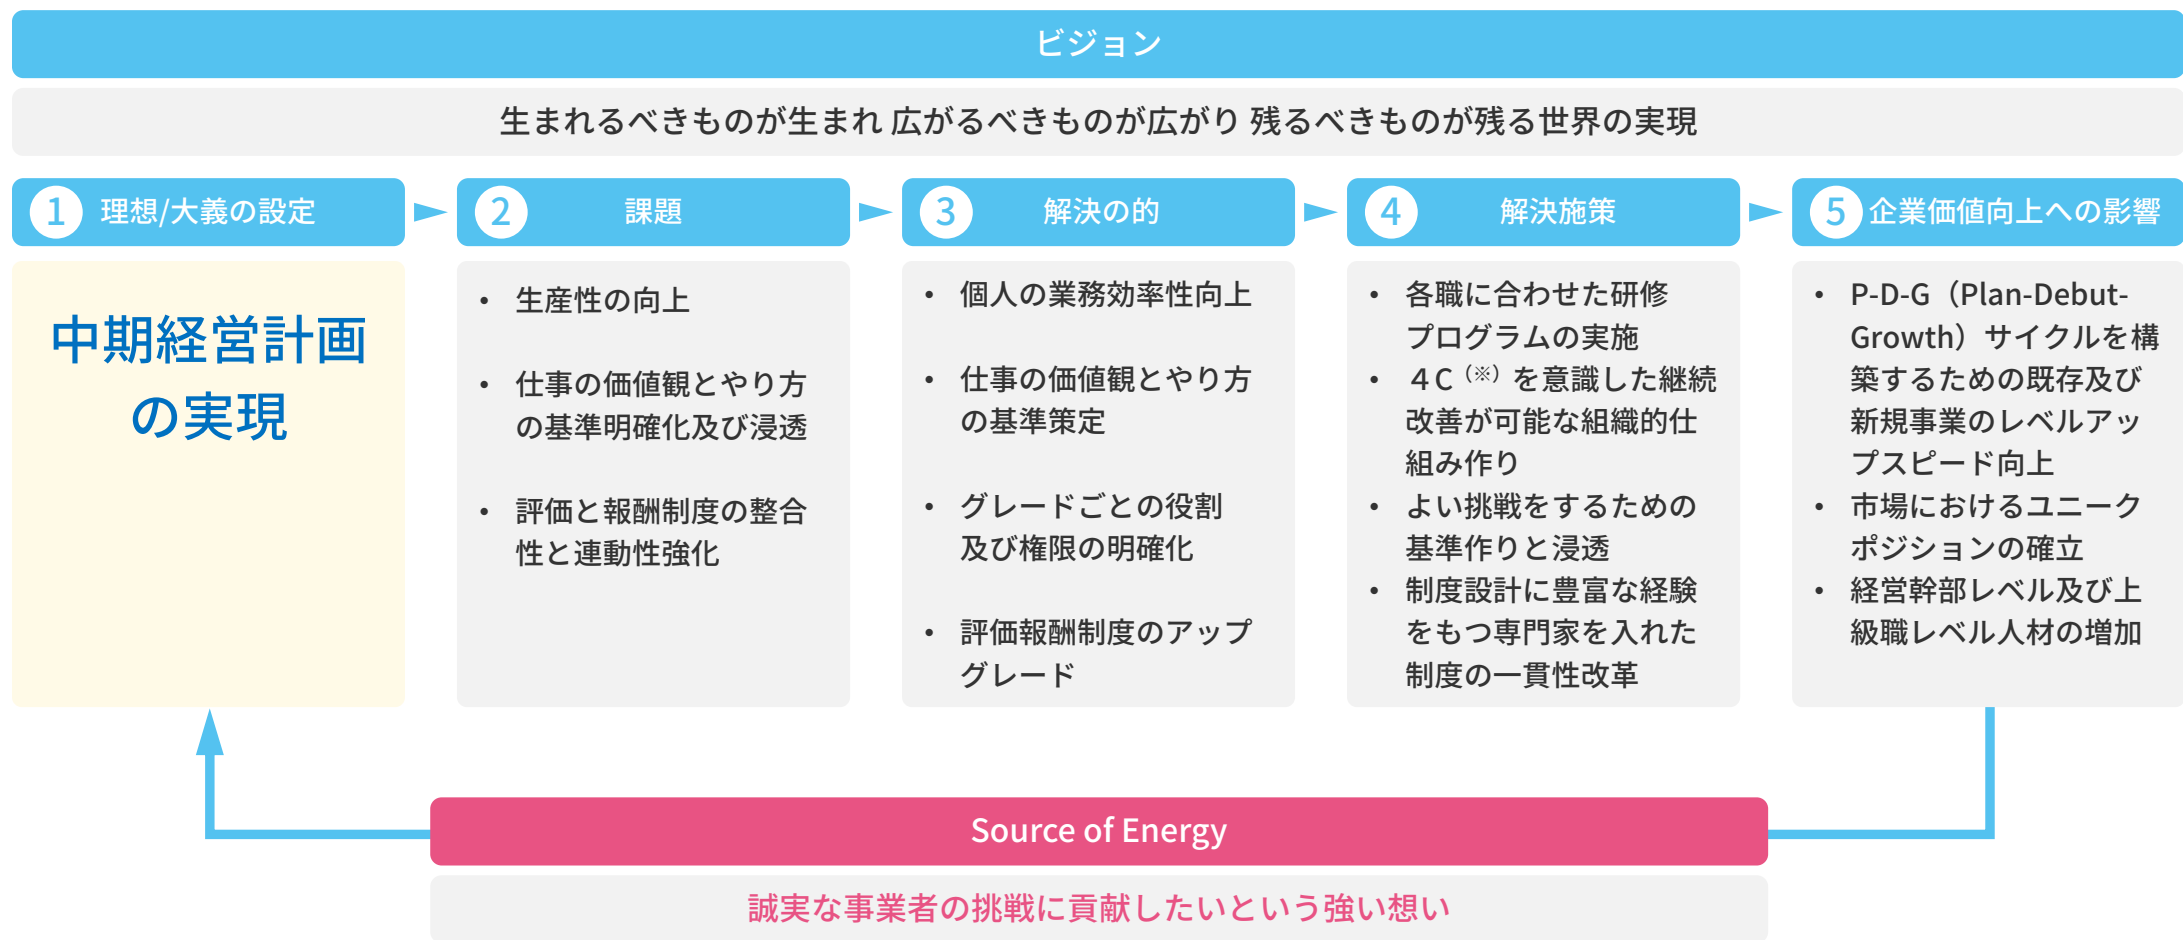 ビジョン
生まれるべきものが生まれ 広がるべきものが広がり 残るべきものが残る世界の実現
1 理想/大義の設定
中期経営計画
の実現
2 課題
• 生産性の向上
• 仕事の価値観とやり方
の基準明確化及び浸透
• 評価と報酬制度の整合
性と連動性強化
3 解決の的
• 個人の業務効率性向上
• 仕事の価値観とやり方
の基準策定
• グレードごとの役割
及び権限の明確化
• 評価報酬制度のアップ
グレード
4 解決施策
• 各職に合わせた研修
プログラムの実施
• ４C（※）を意識した継続
改善が可能な組織的仕
組み作り
• よい挑戦をするための
基準作りと浸透
• 制度設計に豊富な経験
をもつ専門家を入れた
制度の一貫性改革
5 企業価値向上への影響
• P-D-G（Plan-Debut-
Growth）サイクルを構
築するための既存及び
新規事業のレベルアッ
プスピード向上
• 市場におけるユニーク
ポジションの確立
• 経営幹部レベル及び上
級職レベル人材の増加
Source of Energy
誠実な事業者の挑戦に貢献したいという強い想い